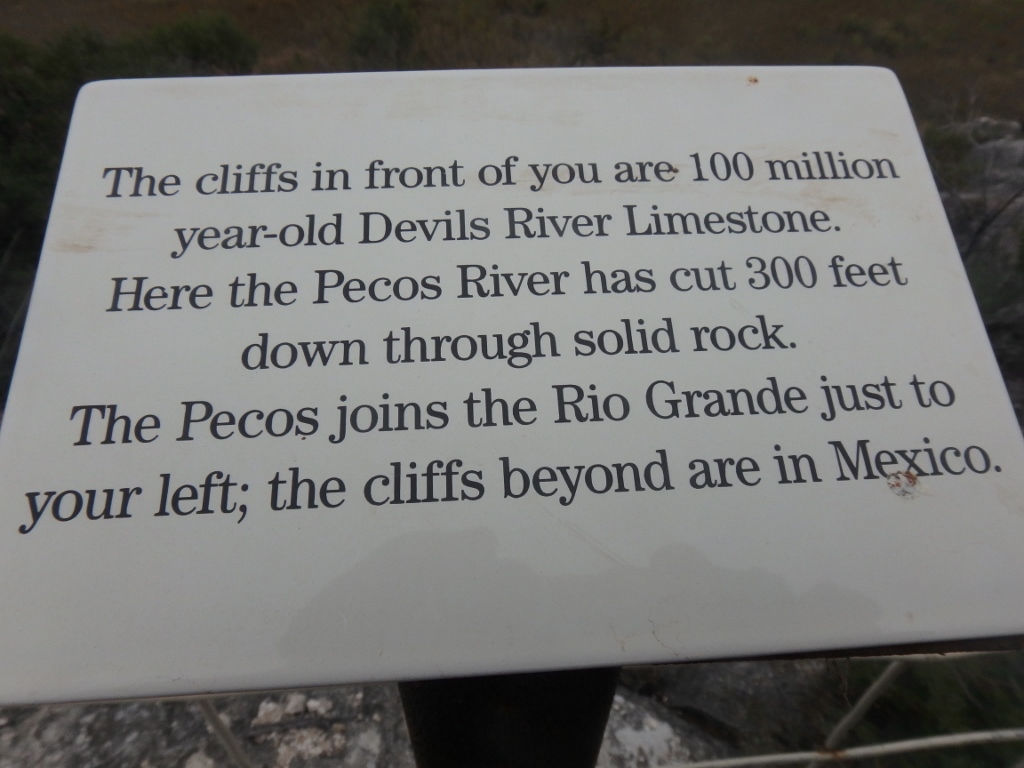 The cliffs in front of you are 100 million
year-old Devils River Limestone.
Here the Pecos River has cut 300 feet
down through solid rock.
The Pecos joins the Rio Grande just to
your left; the cliffs beyond are in Mexico.